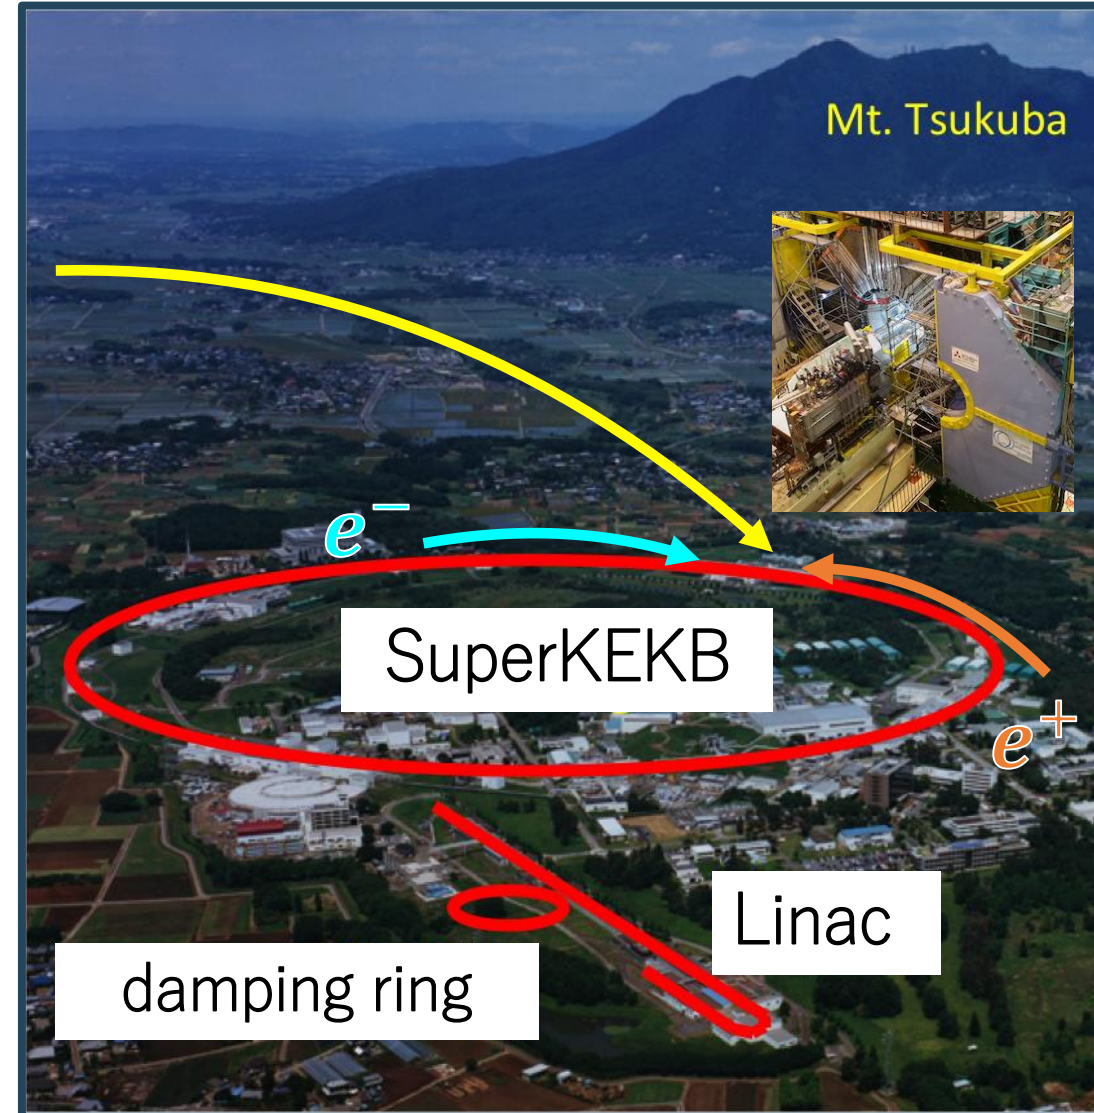 Mt. Tsukuba
e⁻
SuperKEKB
e⁺
Linac
damping ring